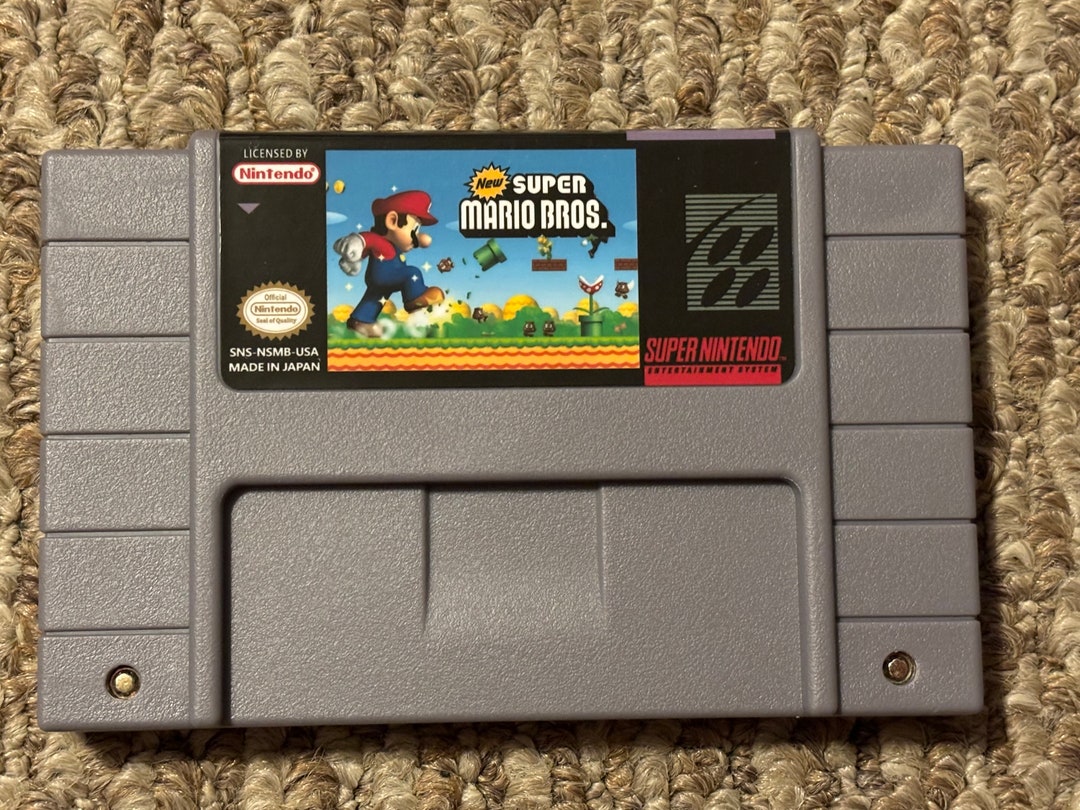 LICENSED BY
Nintendo®
New SUPER
MARIO BROS.
Official
Nintendo
Seal of Quality
SNS-NSMB-USA
MADE IN JAPAN
SUPER NINTENDO™
ENTERTAINMENT SYSTEM